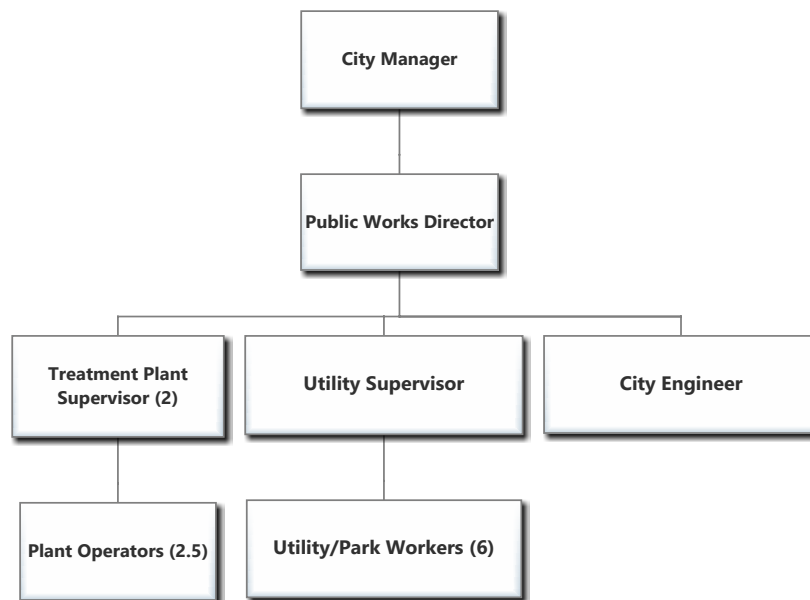 City Manager
Public Works Director
Treatment Plant
Supervisor (2)
Utility Supervisor
City Engineer
Plant Operators (2.5)
Utility/Park Workers (6)